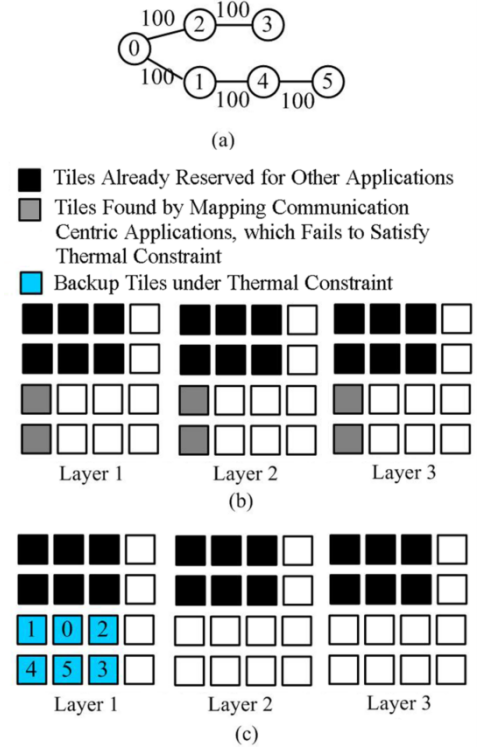 100 100
2 3
0
100
1 4 5
100 100
(a)
Tiles Already Reserved for Other Applications
Tiles Found by Mapping Communication
Centric Applications, which Fails to Satisfy
Thermal Constraint
Backup Tiles under Thermal Constraint
Layer 1 Layer 2 Layer 3
(b)
1 0 2
4 5 3
Layer 1 Layer 2 Layer 3
(c)